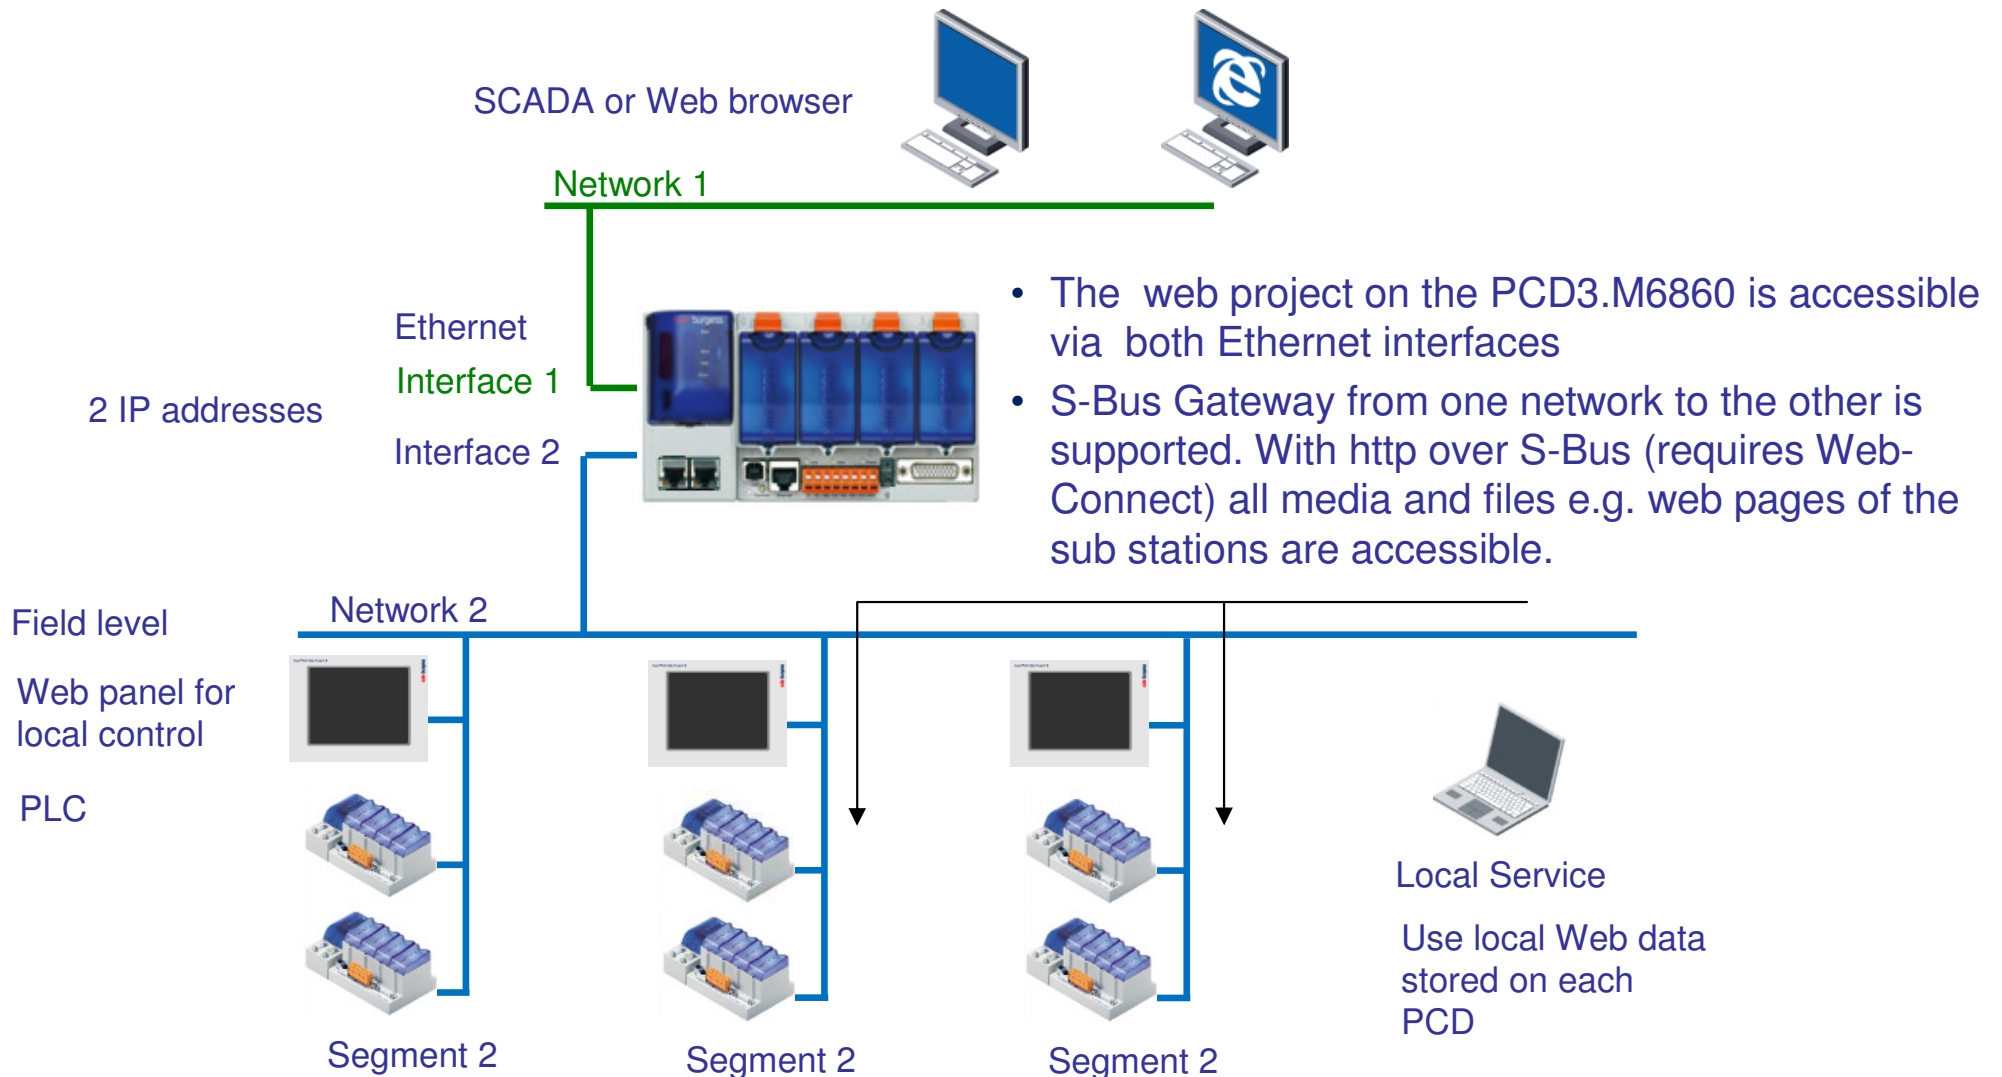 SCADA or Web browser
Network 1
Ethernet
Interface 1
2 IP addresses
Interface 2
burgess
• The web project on the PCD3.M6860 is accessible
via both Ethernet interfaces
• S-Bus Gateway from one network to the other is
supported. With http over S-Bus (requires Web-
Connect) all media and files e.g. web pages of the
sub stations are accessible.
Network 2
Field level
Web panel for
local control
PLC
Local Service
Use local Web data
stored on each
PCD
Segment 2
Segment 2
Segment 2